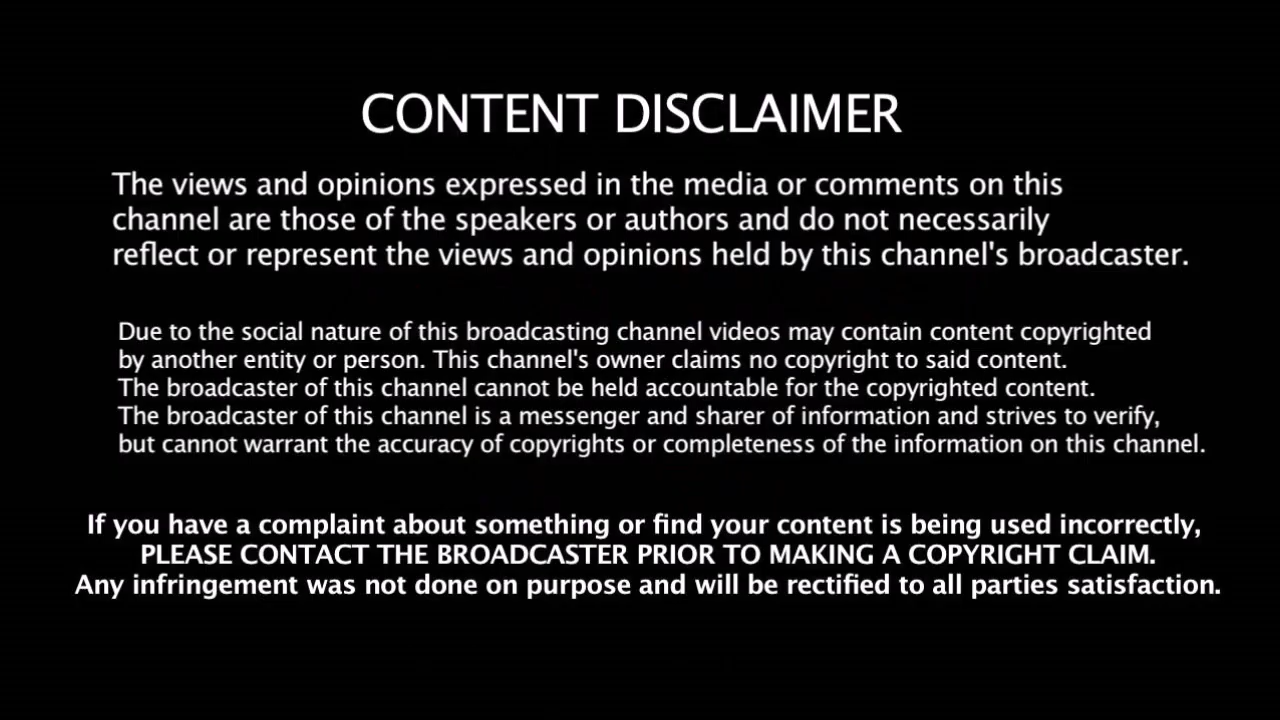 CONTENT DISCLAIMER
The views and opinions expressed in the media or comments on this
channel are those of the speakers or authors and do not necessarily
reflect or represent the views and opinions held by this channel's broadcaster.
Due to the social nature of this broadcasting channel videos may contain content copyrighted
by another entity or person. This channel's owner claims no copyright to said content.
The broadcaster of this channel cannot be held accountable for the copyrighted content.
The broadcaster of this channel is a messenger and sharer of information and strives to verify,
but cannot warrant the accuracy of copyrights or completeness of the information on this channel.
If you have a complaint about something or find your content is being used incorrectly,
PLEASE CONTACT THE BROADCASTER PRIOR TO MAKING A COPYRIGHT CLAIM.
Any infringement was not done on purpose and will be rectified to all parties satisfaction.